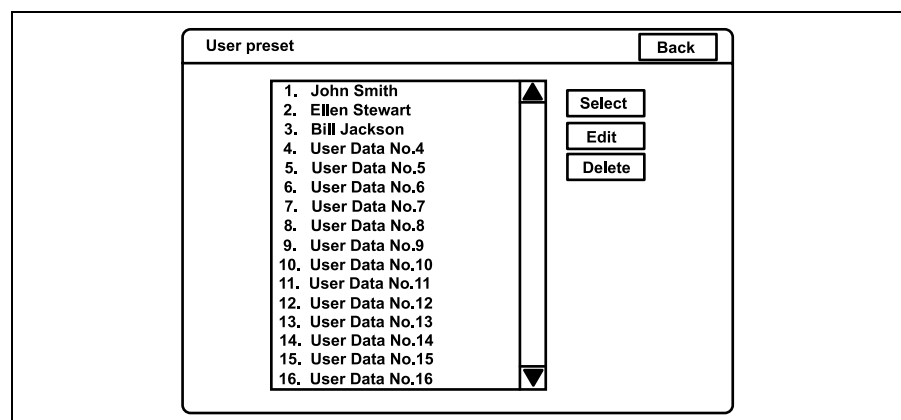 User preset
Back
1. John Smith
2. Ellen Stewart
3. Bill Jackson
4. User Data No.4
5. User Data No.5
6. User Data No.6
7. User Data No.7
8. User Data No.8
9. User Data No.9
10. User Data No.10
11. User Data No.11
12. User Data No.12
13. User Data No.13
14. User Data No.14
15. User Data No.15
16. User Data No.16
Select
Edit
Delete